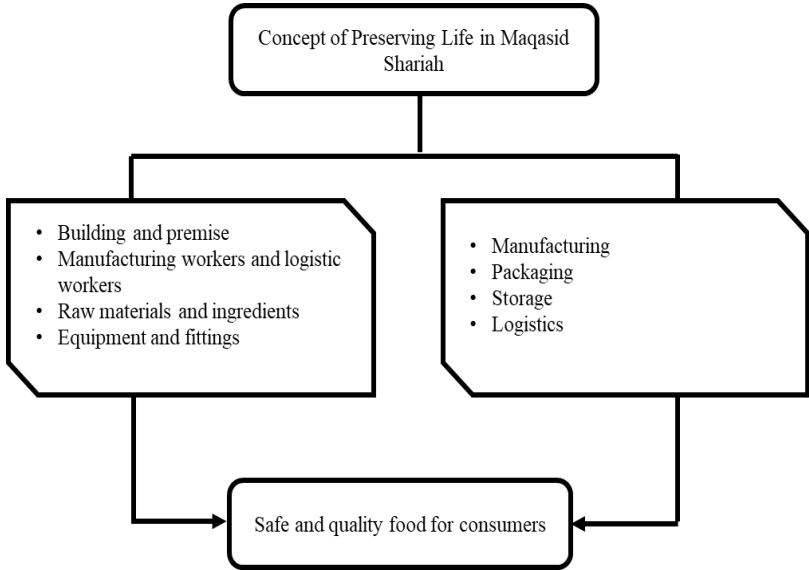 Concept of Preserving Life in Maqasid
Shariah
• Building and premise
• Manufacturing workers and logistic
workers
• Raw materials and ingredients
• Equipment and fittings
• Manufacturing
• Packaging
• Storage
• Logistics
Safe and quality food for consumers